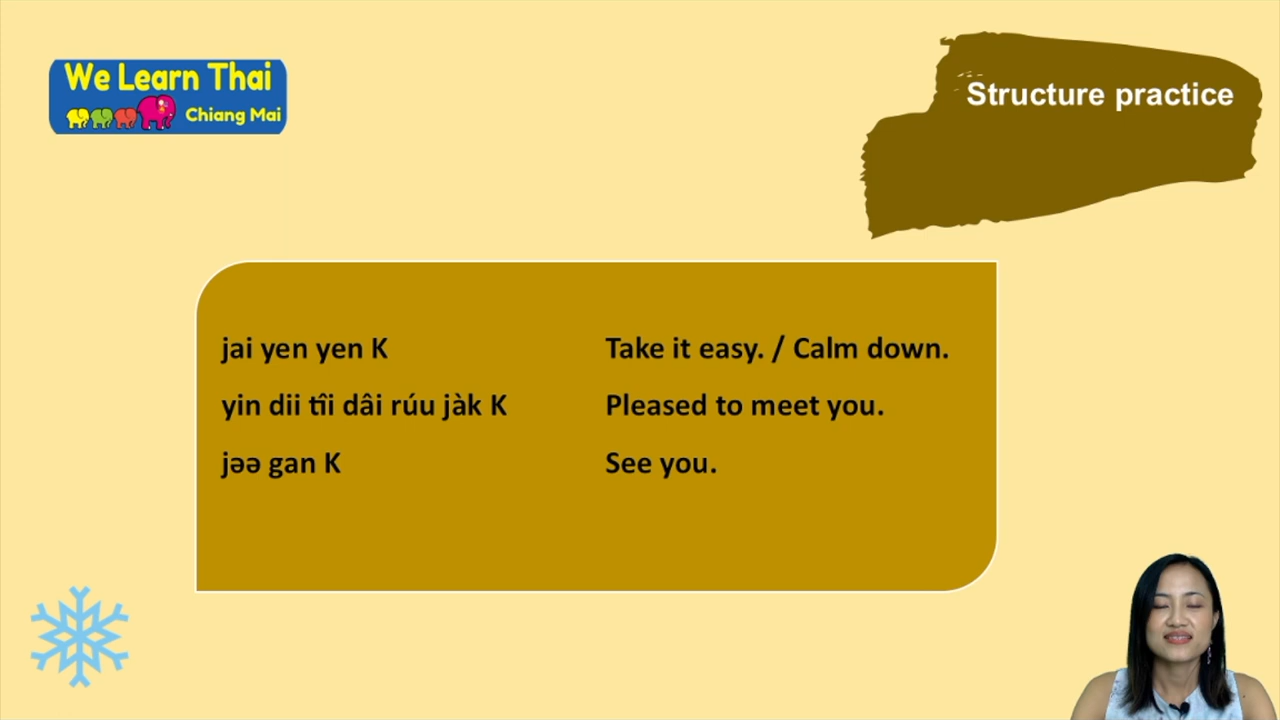 We Learn Thai
Chiang Mai
Structure practice
jai yen yen K
Take it easy. / Calm down.
yin dii tîi dâi rúu jàk K
Pleased to meet you.
jəə gan K
See you.